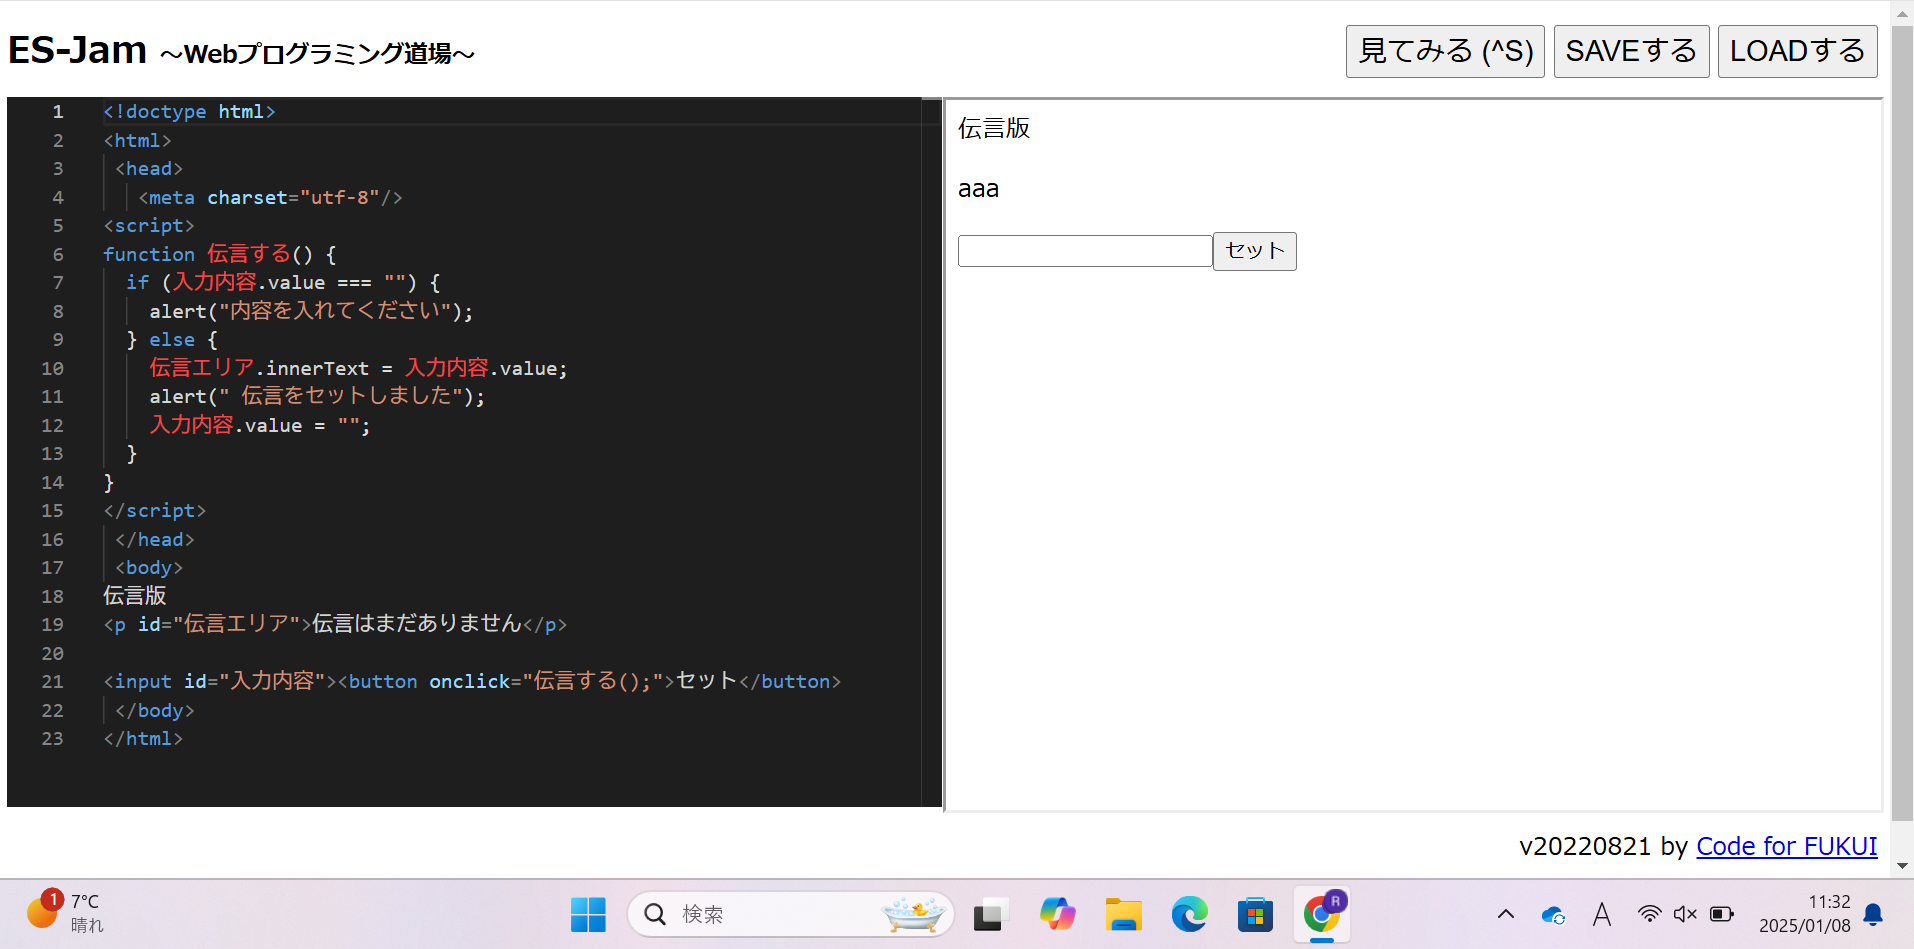 ES-Jam ～Webプログラミング道場～
見てみる (^S) SAVEする LOADする
1 <!doctype html>
2 <html>
3 <head>
4 <meta charset="utf-8"/>
5 <script>
6 function 伝言する() {
7 if (入力内容.value === "") {
8 alert("内容を入れてください");
9 } else {
10 伝言エリア.innerText = 入力内容.value;
11 alert(" 伝言をセットしました");
12 入力内容.value = "";
13 }
14 }
15 </script>
16 </head>
17 <body>
18 伝言版
19 <p id="伝言エリア">伝言はまだありません</p>
20
21 <input id="入力内容"><button onclick="伝言する();">セット</button>
22 </body>
23 </html>
伝言版
aaa
セット
v20220821 by Code for FUKUI
1
7°C
晴れ
検索
R
A
11:32
2025/01/08